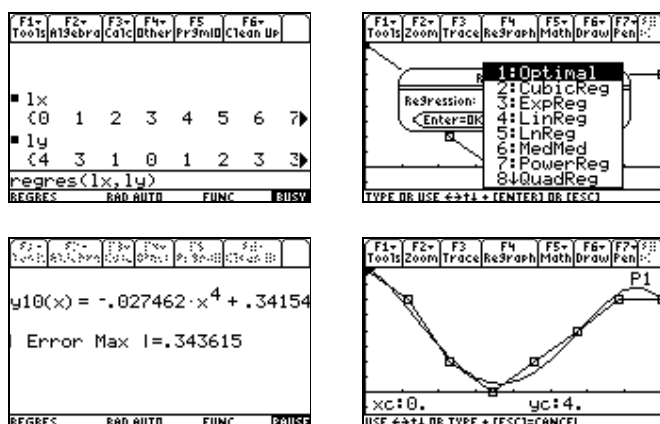 F1- F2- F3- F4- F5 F6-
Tools Algebra Calc Other PrgmIO Clean Up
■ lx
{0 1 2 3 4 5 6 7▶
■ ly
{4 3 1 0 1 2 3 3▶
regres(lx,ly)
REGRES RAD AUTO FUNC BUSY
F1- F2- F3 F4 F5- F6- F7-
Tools Zoom Trace ReGraph Math Draw Pen
R
Regression:
Enter=OK
1:Optimal
2:CubicReg
3:ExpReg
4:LinReg
5:LnReg
6:MedMed
7:PowerReg
8↓QuadReg
TYPE OR USE ←→↑↓ + [ENTER] OR [ESC]
y10(x) = -.027462·x⁴ + .34154
| Error Max |=.343615
REGRES RAD AUTO FUNC PAUSE
F1- F2- F3 F4 F5- F6- F7-
Tools Zoom Trace ReGraph Math Draw Pen
P1
xc:0. yc:4.
USE ←→↑↓ OR TYPE + [ESC]=CANCEL